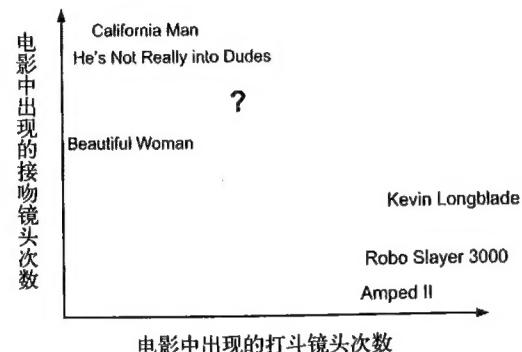 电影中出现的接吻镜头次数
California Man
He's Not Really into Dudes
?
Beautiful Woman
Kevin Longblade
Robo Slayer 3000
Amped II
电影中出现的打斗镜头次数